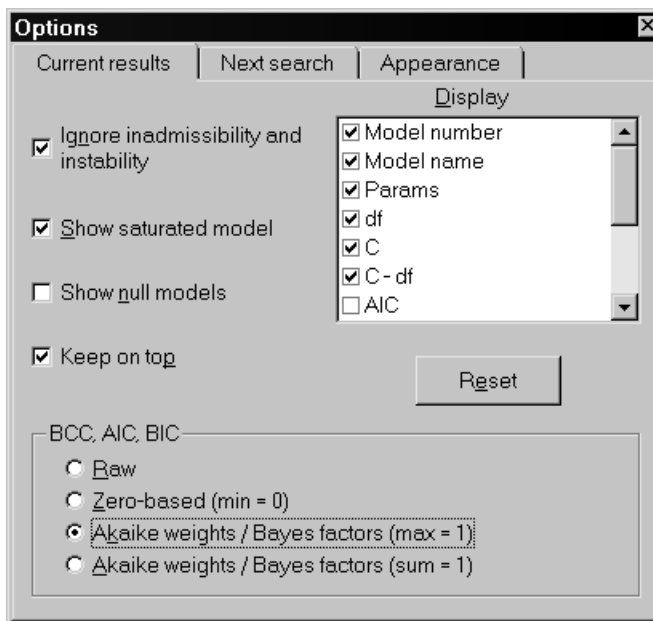 Options
Current results
Next search
Appearance
Display
Ignore inadmissibility and
instability
Show saturated model
Show null models
Keep on top
Model number
Model name
Params
df
C
C - df
AIC
Reset
BCC, AIC, BIC
Raw
Zero-based (min = 0)
Akaike weights / Bayes factors (max = 1)
Akaike weights / Bayes factors (sum = 1)